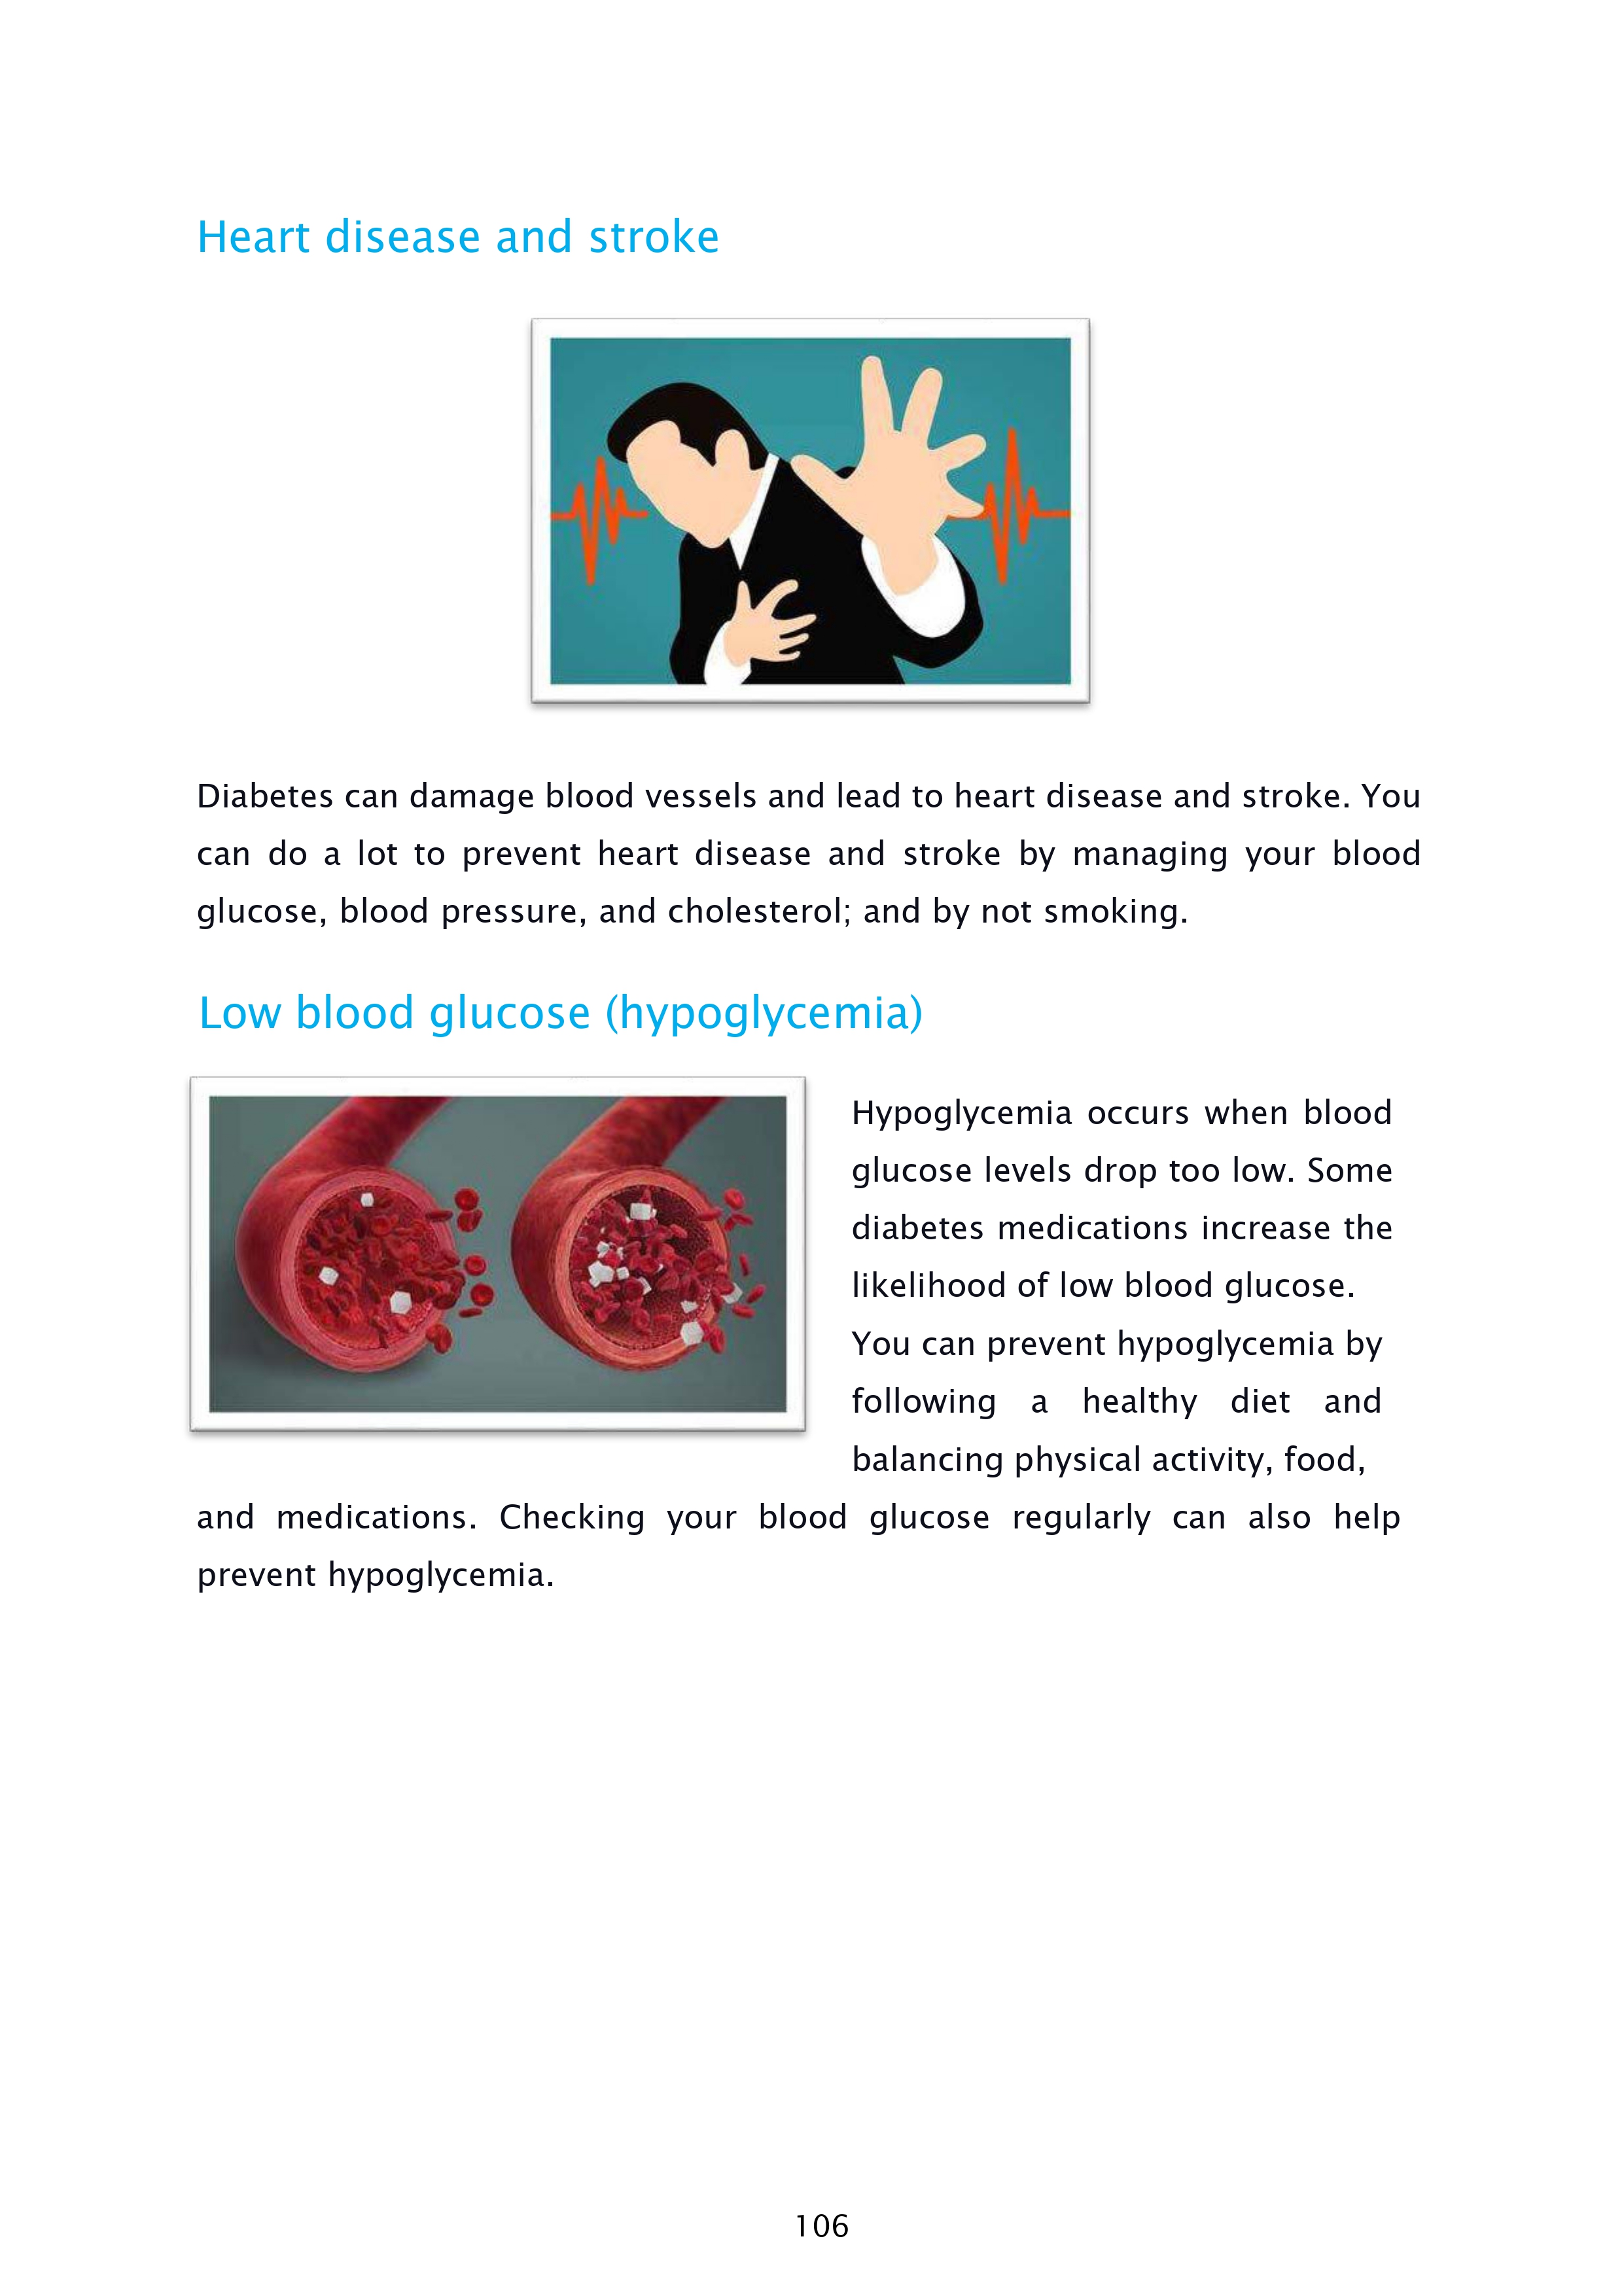 Heart disease and stroke
Diabetes can damage blood vessels and lead to heart disease and stroke. You
can do a lot to prevent heart disease and stroke by managing your blood
glucose, blood pressure, and cholesterol; and by not smoking.
Low blood glucose (hypoglycemia)
Hypoglycemia occurs when blood
glucose levels drop too low. Some
diabetes medications increase the
likelihood of low blood glucose.
You can prevent hypoglycemia by
following a healthy diet and
balancing physical activity, food,
and medications. Checking your blood glucose regularly can also help
prevent hypoglycemia.
106